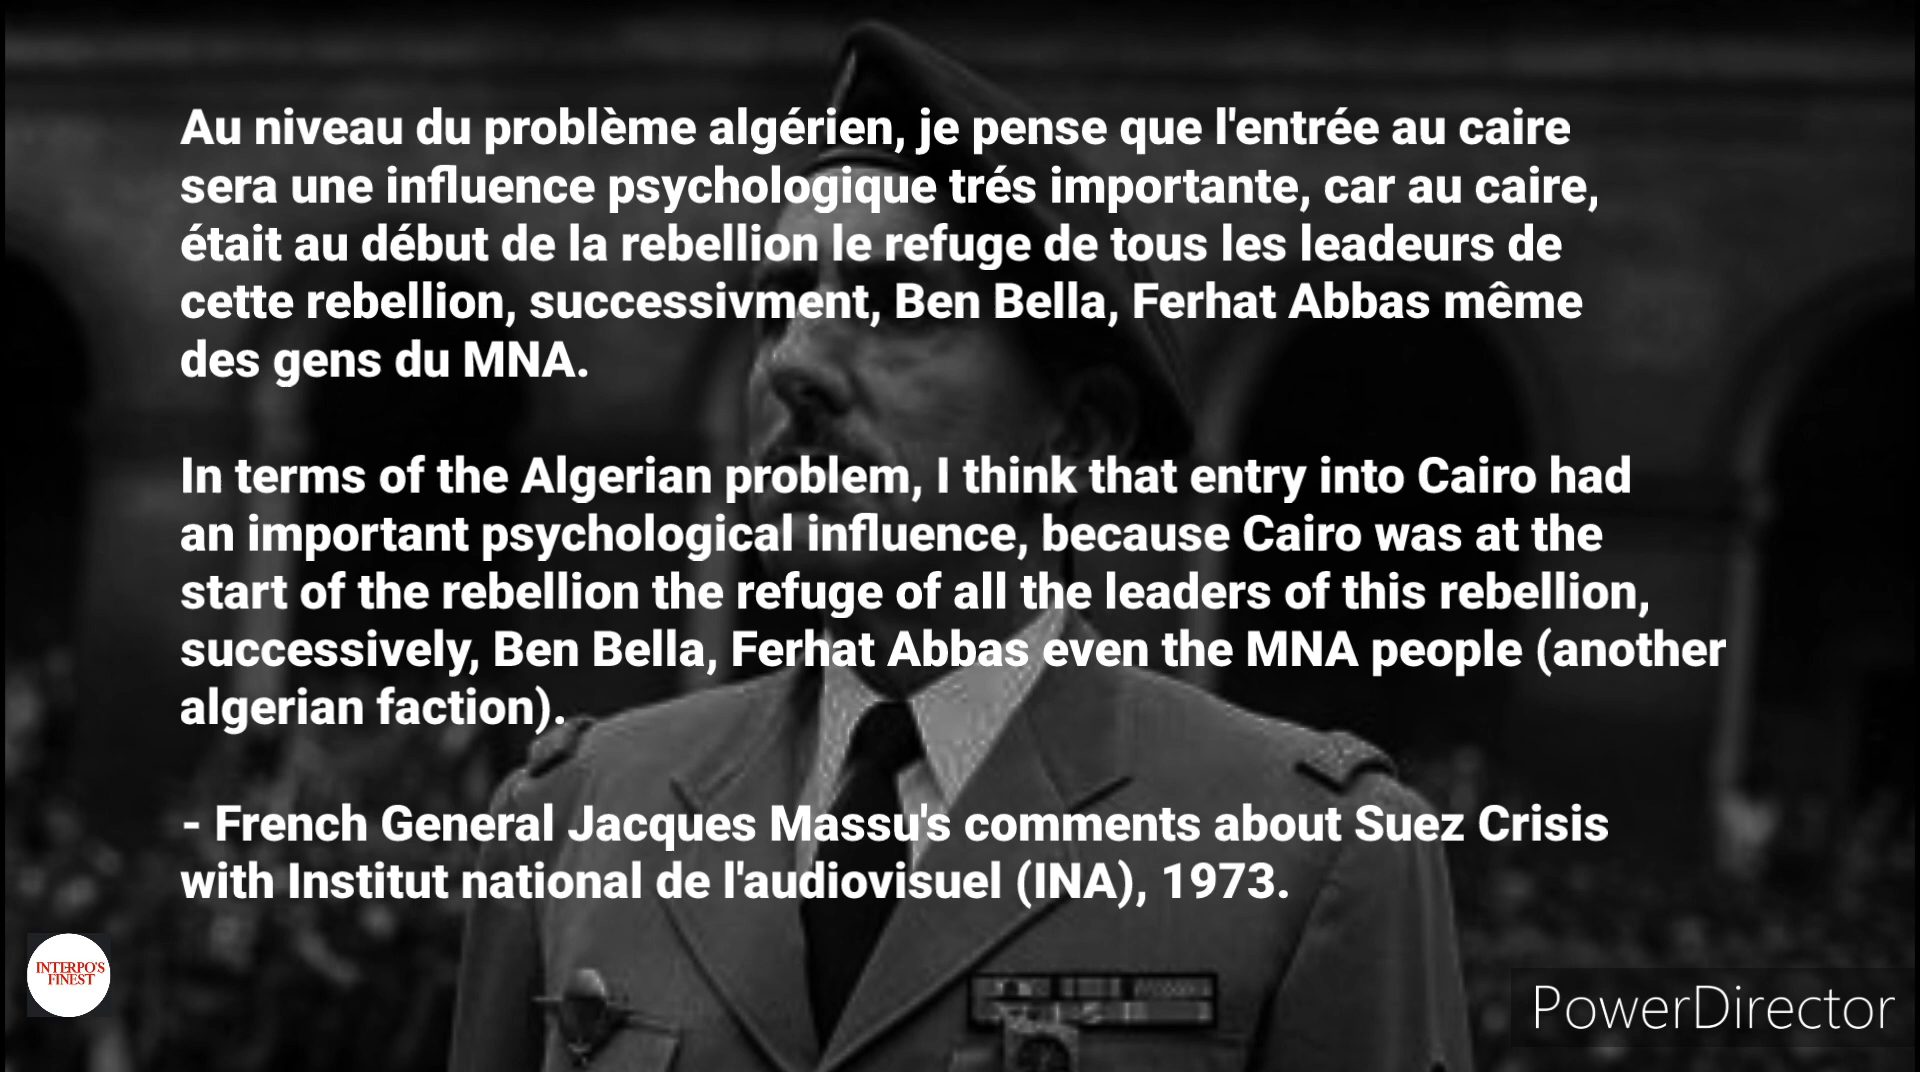 Au niveau du problème algérien, je pense que l'entrée au caire
sera une influence psychologique trés importante, car au caire,
était au début de la rebellion le refuge de tous les leadeurs de
cette rebellion, successivment, Ben Bella, Ferhat Abbas même
des gens du MNA.
In terms of the Algerian problem, I think that entry into Cairo had
an important psychological influence, because Cairo was at the
start of the rebellion the refuge of all the leaders of this rebellion,
successively, Ben Bella, Ferhat Abbas even the MNA people (another
algerian faction).
- French General Jacques Massu's comments about Suez Crisis
with Institut national de l'audiovisuel (INA), 1973.
INTERPO'S
FINEST
PowerDirector